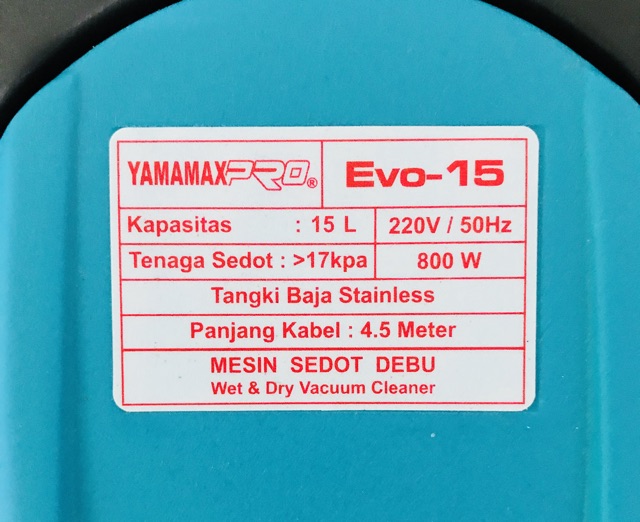 YAMAMAXPRO® Evo-15
Kapasitas : 15 L 220V / 50Hz
Tenaga Sedot : >17kpa 800 W
Tangki Baja Stainless
Panjang Kabel : 4.5 Meter
MESIN SEDOT DEBU
Wet & Dry Vacuum Cleaner